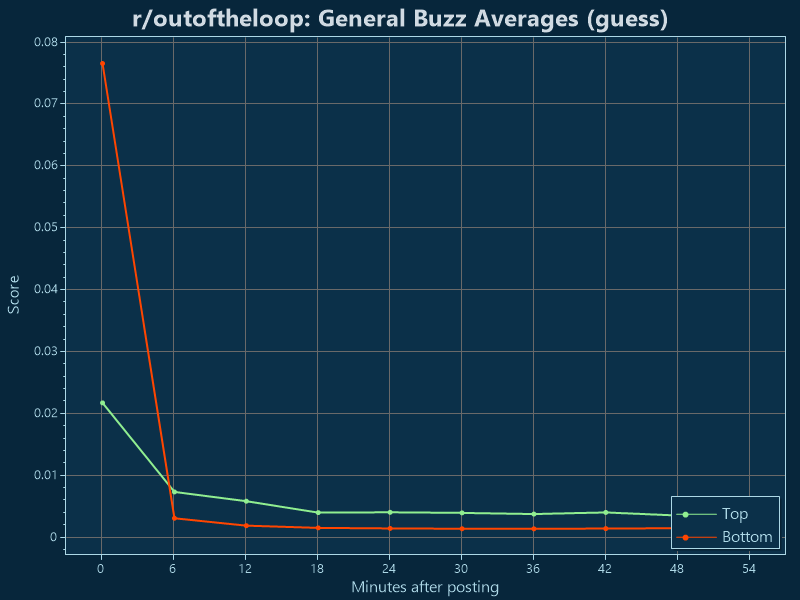 r/outoftheloop: General Buzz Averages (guess)
0.08
0.07
0.06
0.05
0.04
0.03
0.02
0.01
0
Score
0 6 12 18 24 30 36 42 48 54
Minutes after posting
Top
Bottom